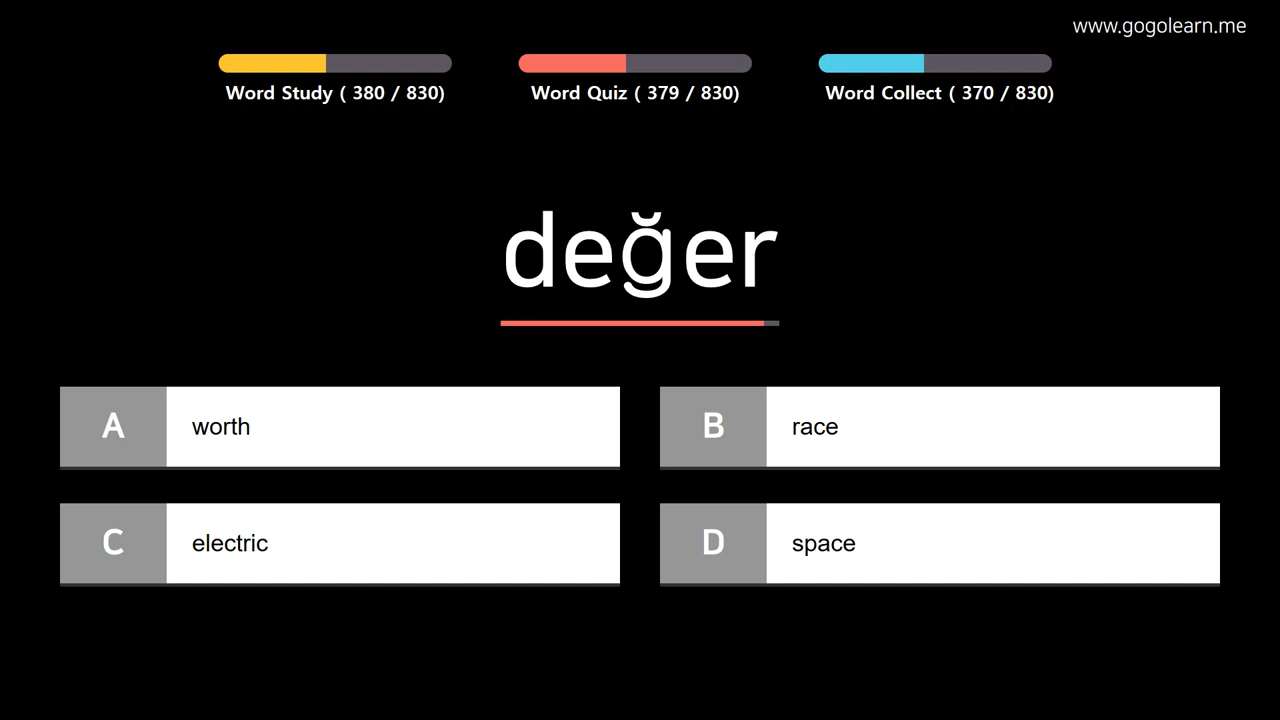 www.gogolearn.me
Word Study ( 380 / 830)
Word Quiz ( 379 / 830)
Word Collect ( 370 / 830)
değer
A worth
B race
C electric
D space